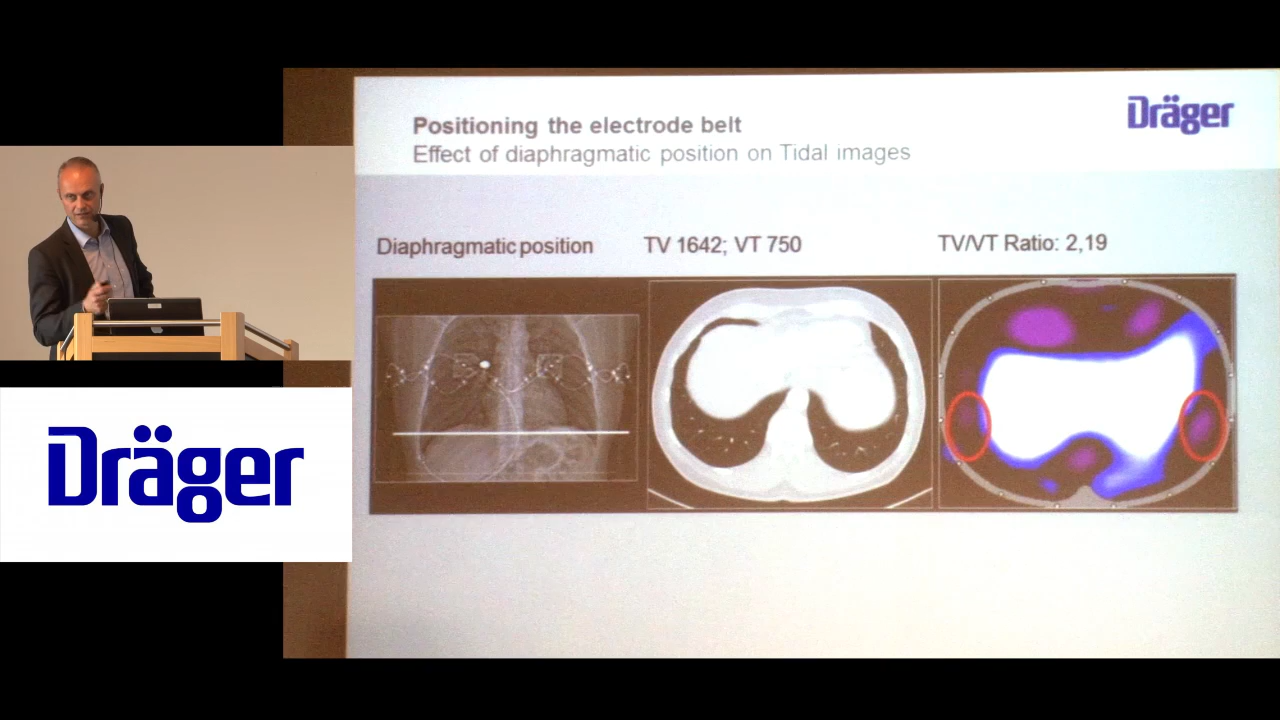 Positioning the electrode belt
Effect of diaphragmatic position on Tidal images
Dräger
Diaphragmatic position
TV 1642; VT 750
TV/VT Ratio: 2,19
Dräger